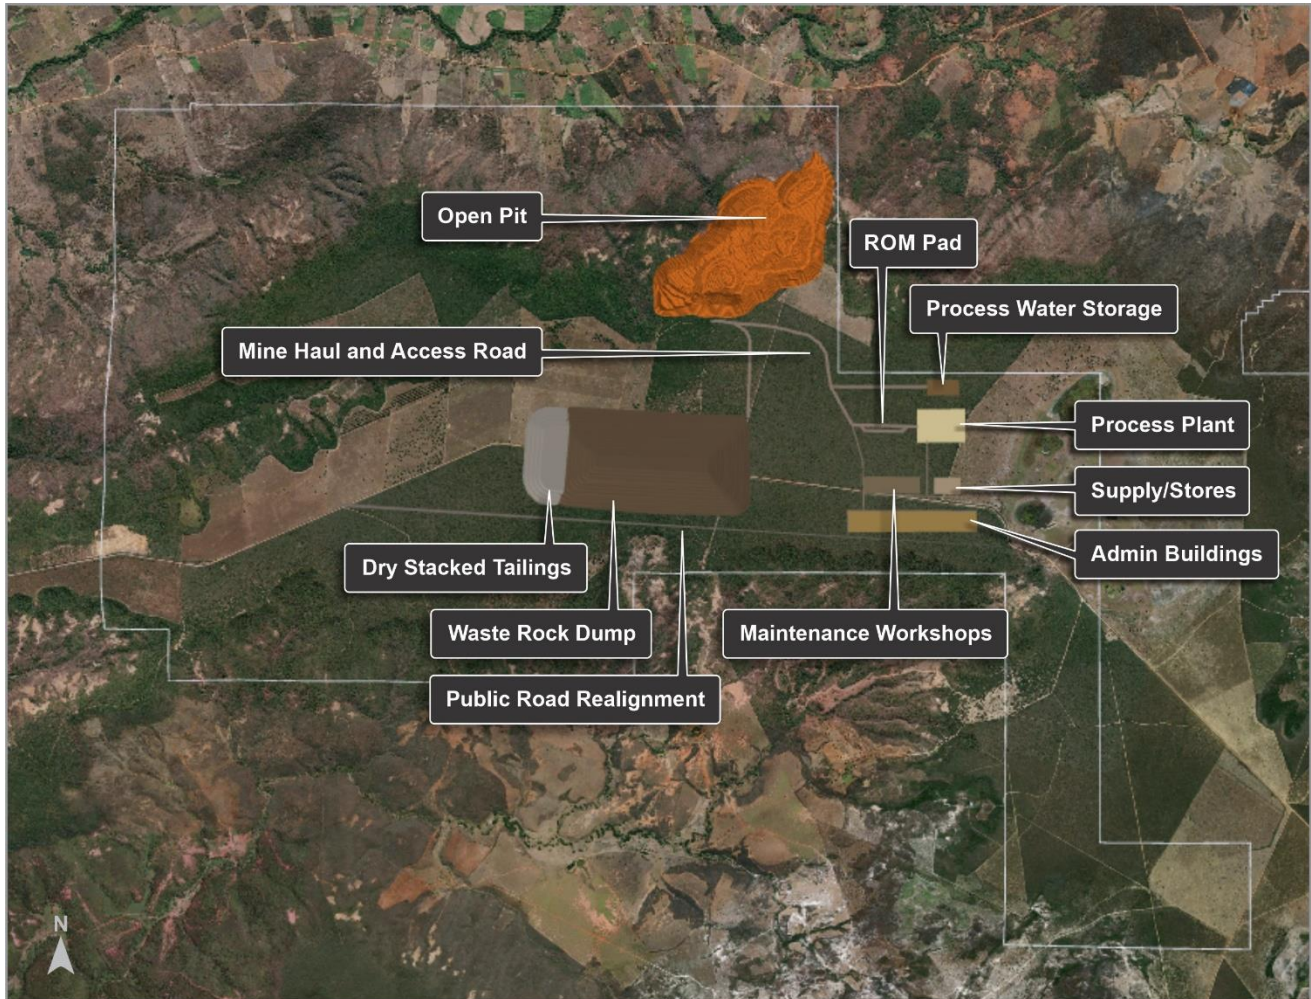 Open Pit
ROM Pad
Process Water Storage
Mine Haul and Access Road
Process Plant
Supply/Stores
Admin Buildings
Dry Stacked Tailings
Waste Rock Dump
Maintenance Workshops
Public Road Realignment
N